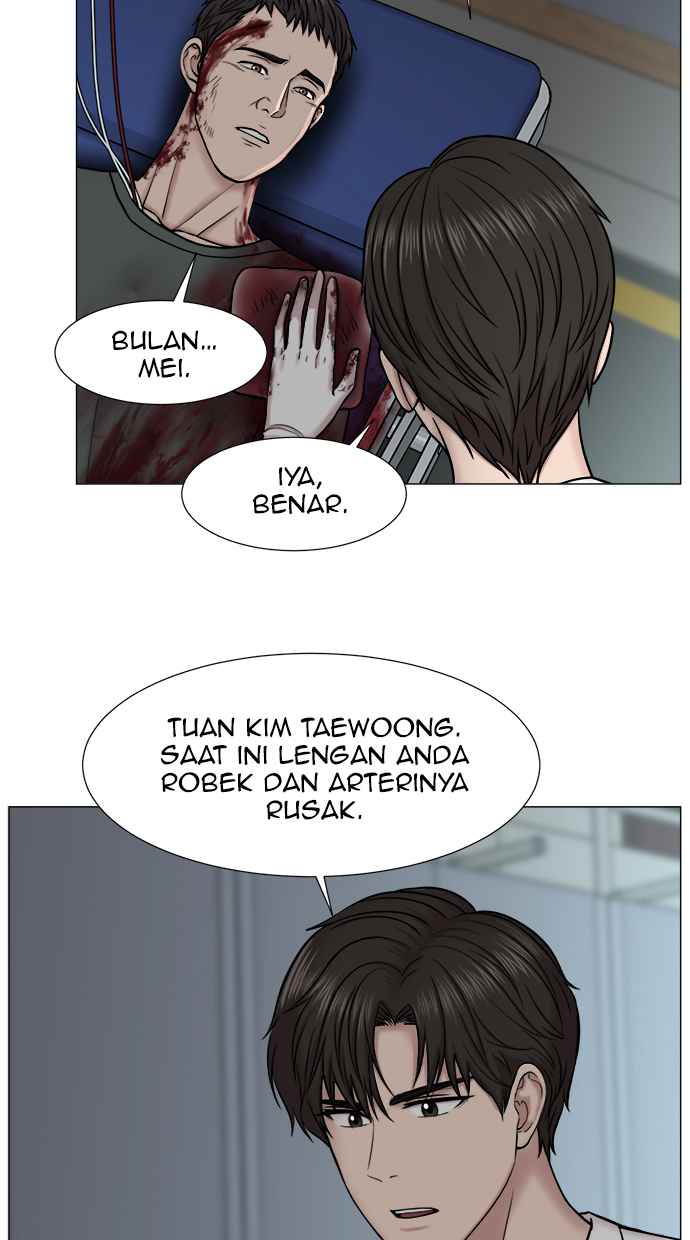 BULAN...
MEI.
IYA,
BENAR.
TUAN KIM TAEWOONG.
SAAT INI LENGAN ANDA
ROBEK DAN ARTERINYA
RUSAK.